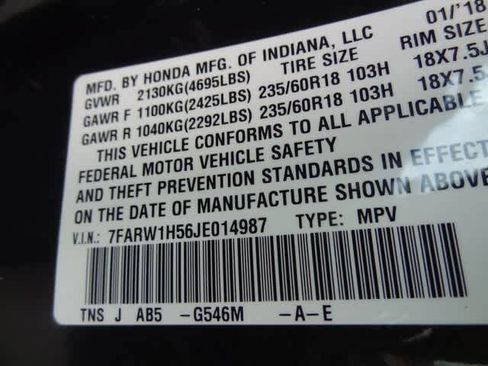 MFD. BY HONDA MFG. OF INDIANA, LLC 01/'18
GVWR 2130KG(4695LBS) TIRE SIZE RIM SIZE
GAWR F 1100KG(2425LBS) 235/60R18 103H 18X7.5J
GAWR R 1040KG(2292LBS) 235/60R18 103H 18X7.5
THIS VEHICLE CONFORMS TO ALL APPLICABLE
FEDERAL MOTOR VEHICLE SAFETY
AND THEFT PREVENTION STANDARDS IN EFFECT
ON THE DATE OF MANUFACTURE SHOWN ABOVE
V.I.N.: 7FARW1H56JE014987 TYPE: MPV
TNS J AB5 -G546M -A-E